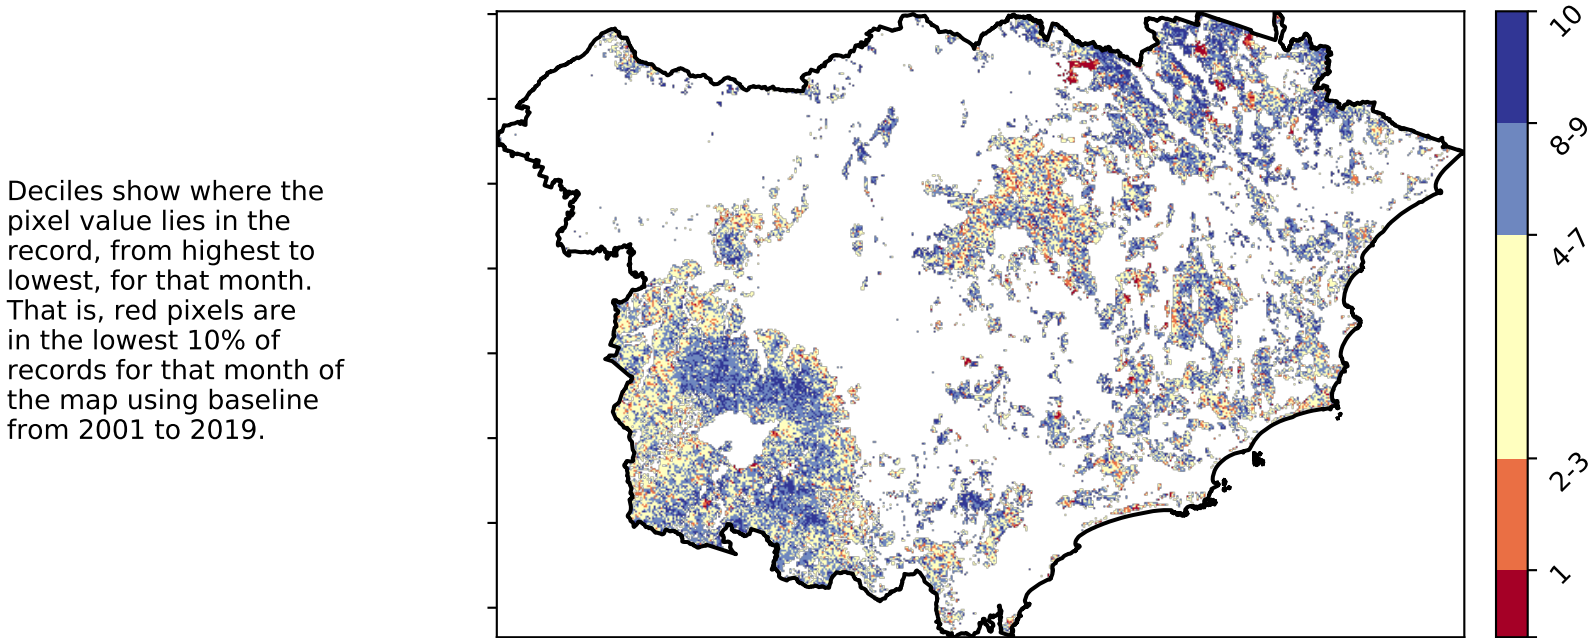 Deciles show where the
pixel value lies in the
record, from highest to
lowest, for that month.
That is, red pixels are
in the lowest 10% of
records for that month of
the map using baseline
from 2001 to 2019.
10
8-9
4-7
2-3
1